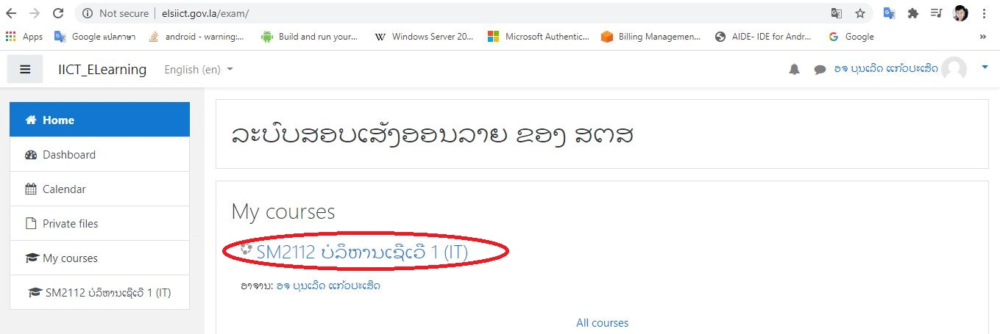 Not secure | elsiict.gov.la/exam/
Apps Google แปลภาษา android - warning:... Build and run your... Windows Server 20... Microsoft Authentic... Billing Managemen... AIDE- IDE for Andr... Google »
IICT_ELearning English (en) ອຈ ບຸນເລີດ ແກ້ວປະເສີດ
Home
Dashboard
Calendar
Private files
My courses
SM2112 ບໍລິຫານເຊີເວີ 1 (IT)
ລະບົບສອບເສັງອອນລາຍ ຂອງ ສຕສ
My courses
SM2112 ບໍລິຫານເຊີເວີ 1 (IT)
ອາຈານ: ອຈ ບຸນເລີດ ແກ້ວປະເສີດ
All courses